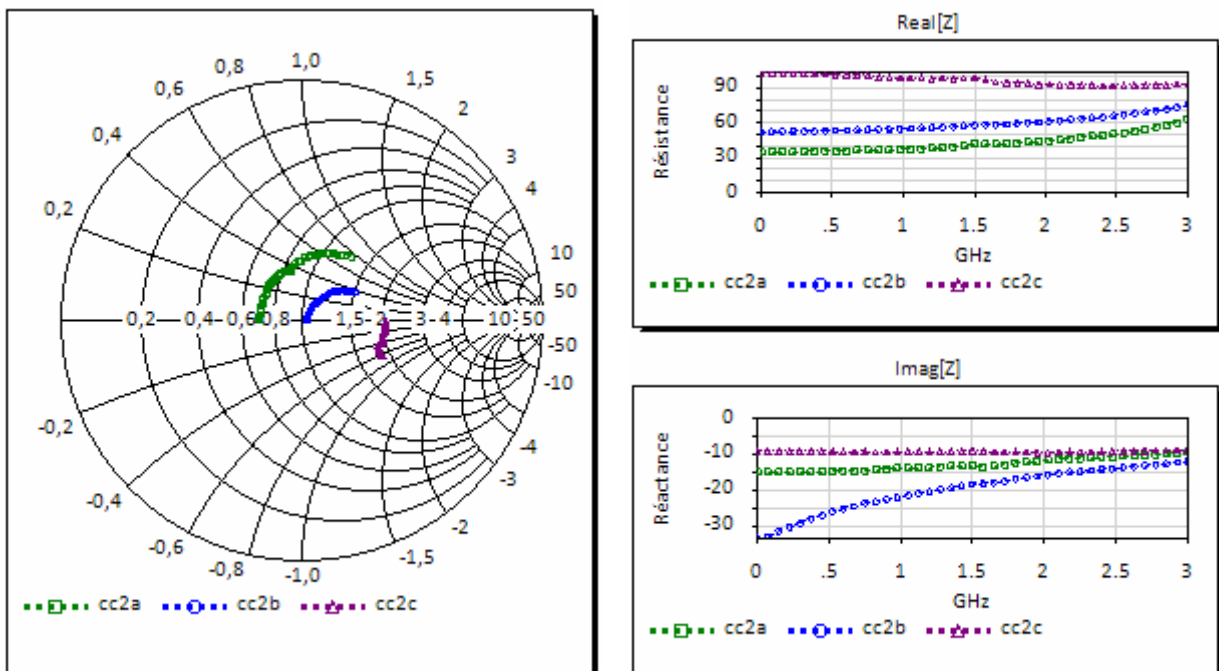 1,0
0,8
1,5
0,6
2
0,4
3
4
0,2
10
50
0,2 0,4 0,6 0,8 1,5 2 3 4 10 50
-50
-10
-0,2
-4
-3
-0,4
-2
-0,6
-1,5
-0,8
-1,0
cc2a cc2b cc2c
Real[Z]
Résistance
90
60
30
0
0 .5 1 1.5 2 2.5 3
GHz
cc2a cc2b cc2c
Imag[Z]
Réactance
0
-10
-20
-30
0 .5 1 1.5 2 2.5 3
GHz
cc2a cc2b cc2c